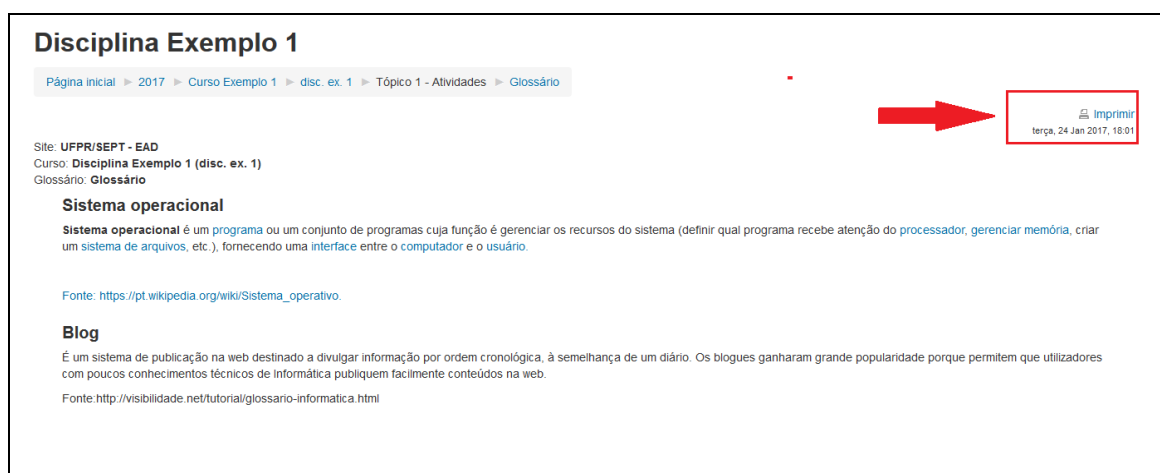 Disciplina Exemplo 1
Página inicial ► 2017 ► Curso Exemplo 1 ► disc. ex. 1 ► Tópico 1 - Atividades ► Glossário
Imprimir
terça, 24 Jan 2017, 18:01
Site: UFPR/SEPT - EAD
Curso: Disciplina Exemplo 1 (disc. ex. 1)
Glossário: Glossário
Sistema operacional
Sistema operacional é um programa ou um conjunto de programas cuja função é gerenciar os recursos do sistema (definir qual programa recebe atenção do processador, gerenciar memória, criar
um sistema de arquivos, etc.), fornecendo uma interface entre o computador e o usuário.
Fonte: https://pt.wikipedia.org/wiki/Sistema_operativo.
Blog
É um sistema de publicação na web destinado a divulgar informação por ordem cronológica, à semelhança de um diário. Os blogues ganharam grande popularidade porque permitem que utilizadores
com poucos conhecimentos técnicos de Informática publiquem facilmente conteúdos na web.
Fonte:http://visibilidade.net/tutorial/glossario-informatica.html